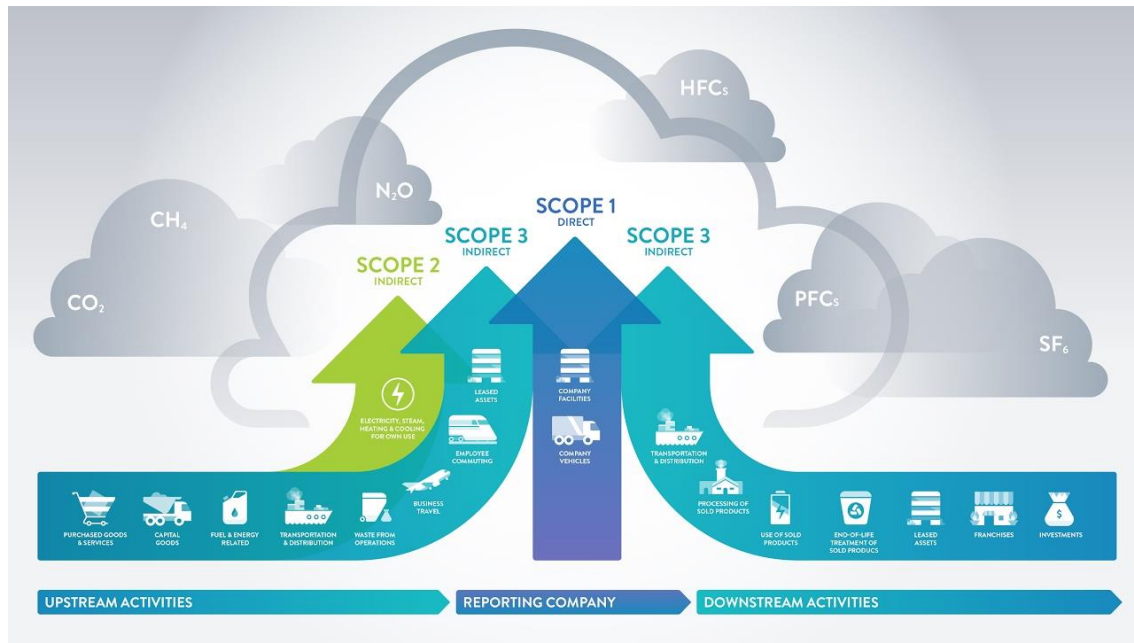 HFCs
N₂O
CH₄
CO₂
PFCs
SF₆
SCOPE 1
DIRECT
SCOPE 3
INDIRECT
SCOPE 3
INDIRECT
SCOPE 2
INDIRECT
ELECTRICITY, STEAM,
HEATING & COOLING
FOR OWN USE
LEASED
ASSETS
EMPLOYEE
COMMUTING
BUSINESS
TRAVEL
COMPANY
FACILITIES
COMPANY
VEHICLES
TRANSPORTATION
& DISTRIBUTION
PROCESSING OF
SOLD PRODUCTS
PURCHASED GOODS
& SERVICES
CAPITAL
GOODS
FUEL & ENERGY
RELATED
TRANSPORTATION
& DISTRIBUTION
WASTE FROM
OPERATIONS
USE OF SOLD
PRODUCTS
END-OF-LIFE
TREATMENT OF
SOLD PRODUCS
LEASED
ASSETS
FRANCHISES
INVESTMENTS
$
UPSTREAM ACTIVITIES
REPORTING COMPANY
DOWNSTREAM ACTIVITIES